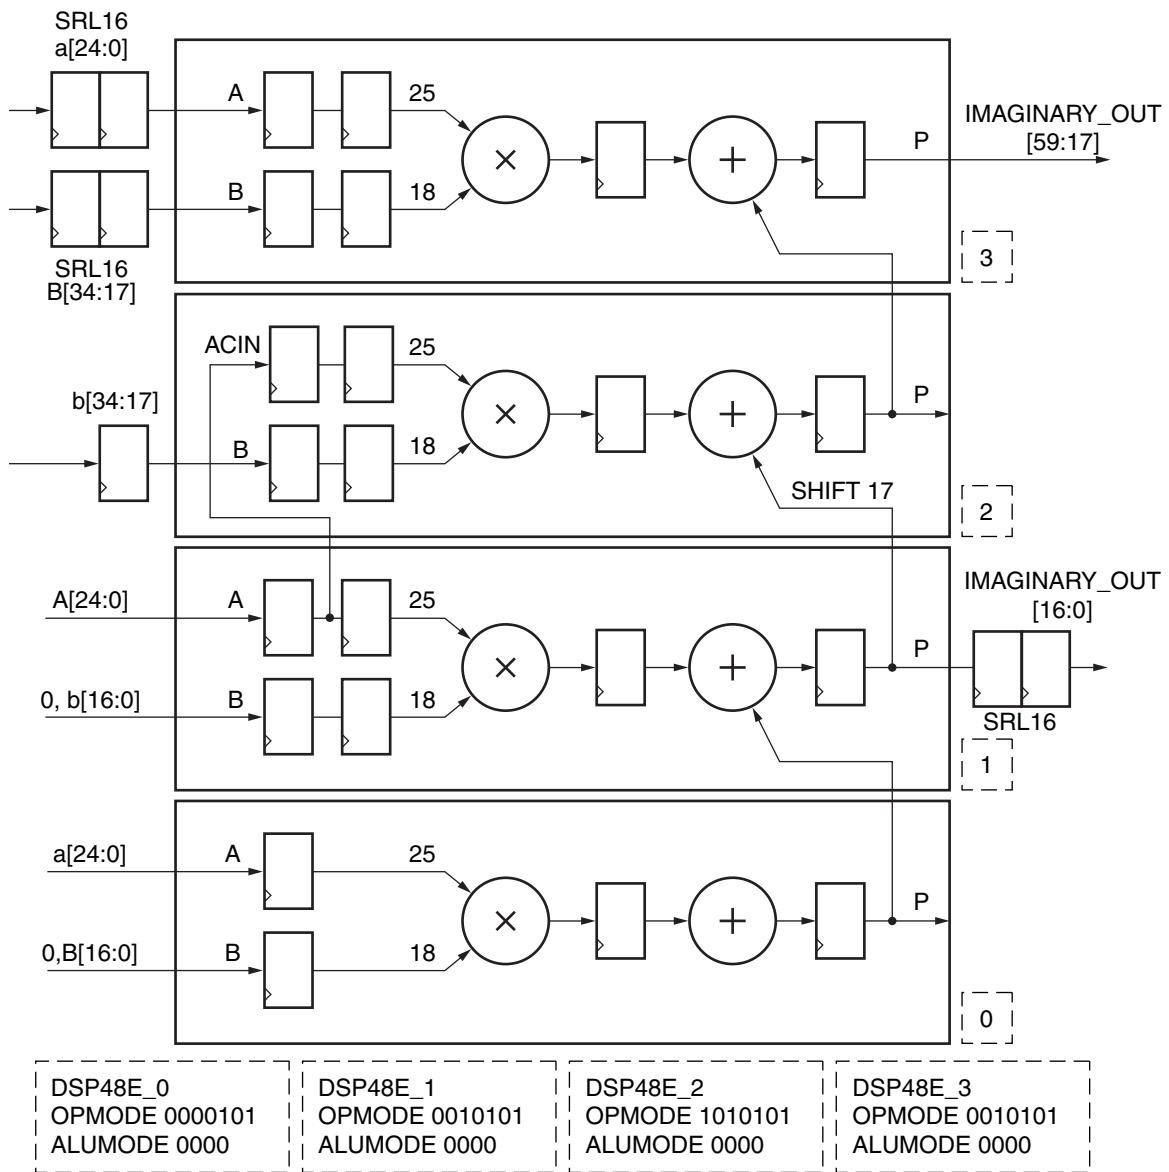 SRL16
a[24:0]
A
25
IMAGINARY_OUT
[59:17]
P
B
18
SRL16
B[34:17]
3
ACIN
25
b[34:17]
P
B
18
SHIFT 17
2
A[24:0]
A
25
IMAGINARY_OUT
[16:0]
P
0, b[16:0]
B
18
SRL16
1
a[24:0]
A
25
P
0,B[16:0]
B
18
0
DSP48E_0
OPMODE 0000101
ALUMODE 0000
DSP48E_1
OPMODE 0010101
ALUMODE 0000
DSP48E_2
OPMODE 1010101
ALUMODE 0000
DSP48E_3
OPMODE 0010101
ALUMODE 0000